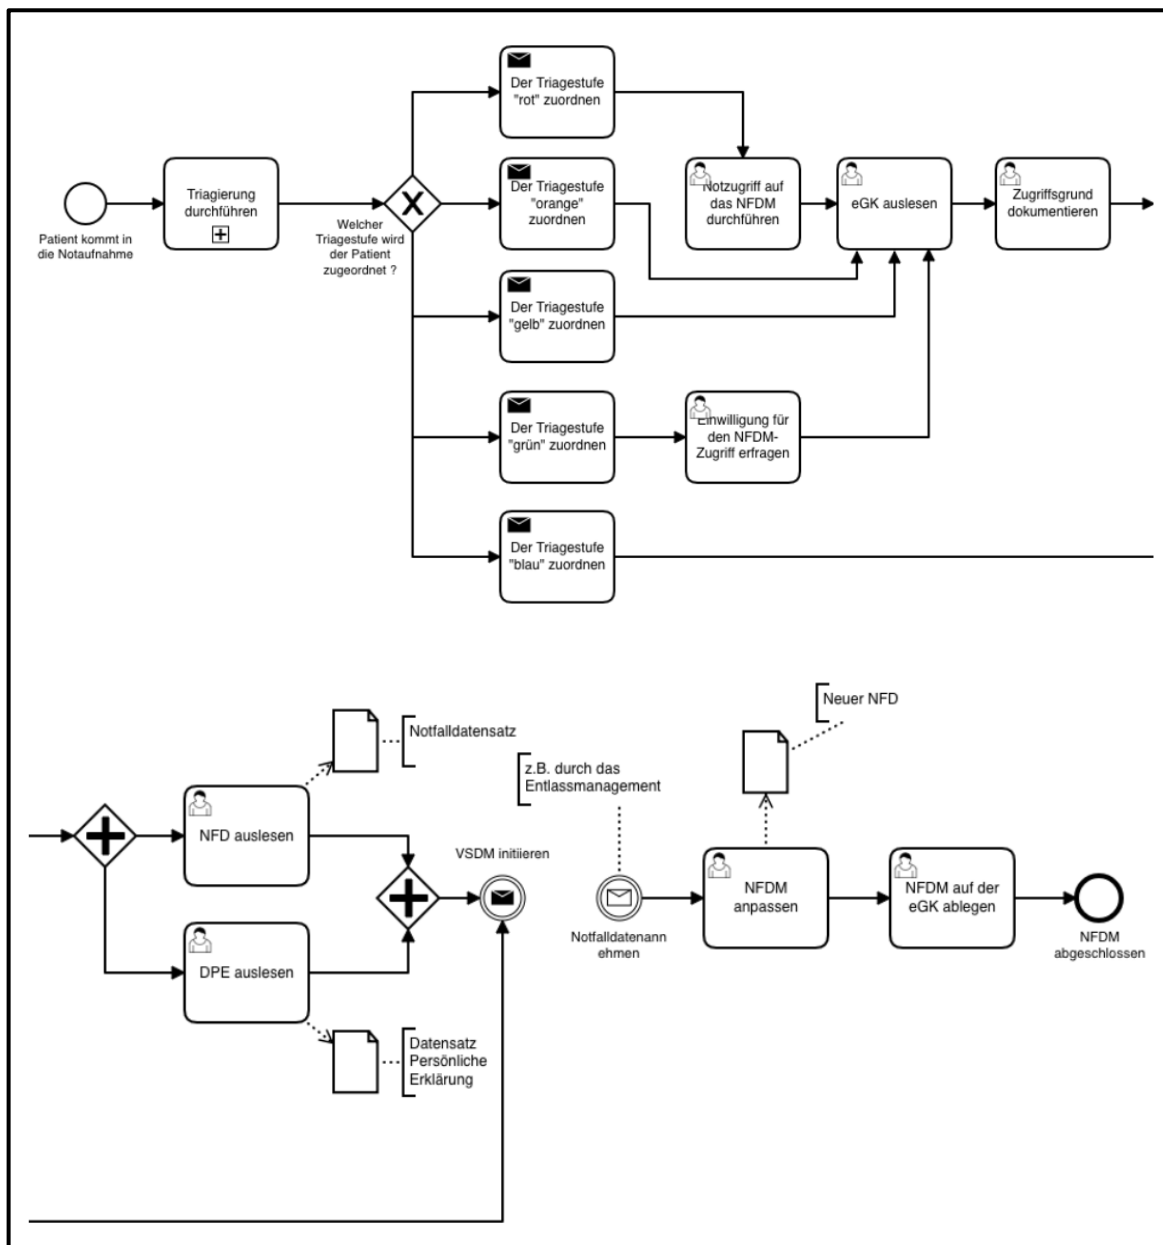 Der Triagestufe
"rot" zuordnen
Triagierung
durchführen
Patient kommt in
die Notaufnahme
Welcher
Triagestufe wird
der Patient
zugeordnet ?
Der Triagestufe
"orange"
zuordnen
Notzugriff auf
das NFDM
durchführen
eGK auslesen
Zugriffsgrund
dokumentieren
Der Triagestufe
"gelb" zuordnen
Der Triagestufe
"grün" zuordnen
Einwilligung für
den NFDM-
Zugriff erfragen
Der Triagestufe
"blau" zuordnen
Notfalldatensatz
NFD auslesen
DPE auslesen
Datensatz
Persönliche
Erklärung
VSDM initiieren
z.B. durch das
Entlassmanagement
Notfalldatenann
ehmen
Neuer NFD
NFDM
anpassen
NFDM auf der
eGK ablegen
NFDM
abgeschlossen